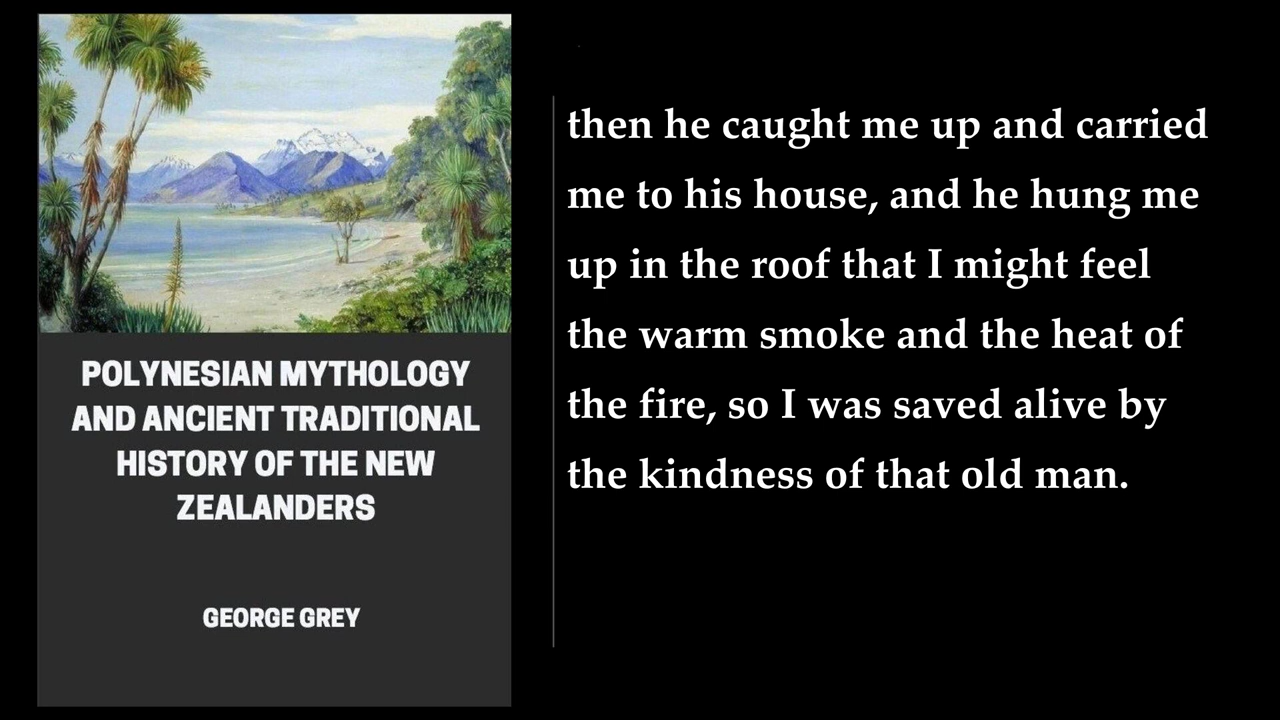 POLYNESIAN MYTHOLOGY
AND ANCIENT TRADITIONAL
HISTORY OF THE NEW
ZEALANDERS
GEORGE GREY
then he caught me up and carried
me to his house, and he hung me
up in the roof that I might feel
the warm smoke and the heat of
the fire, so I was saved alive by
the kindness of that old man.